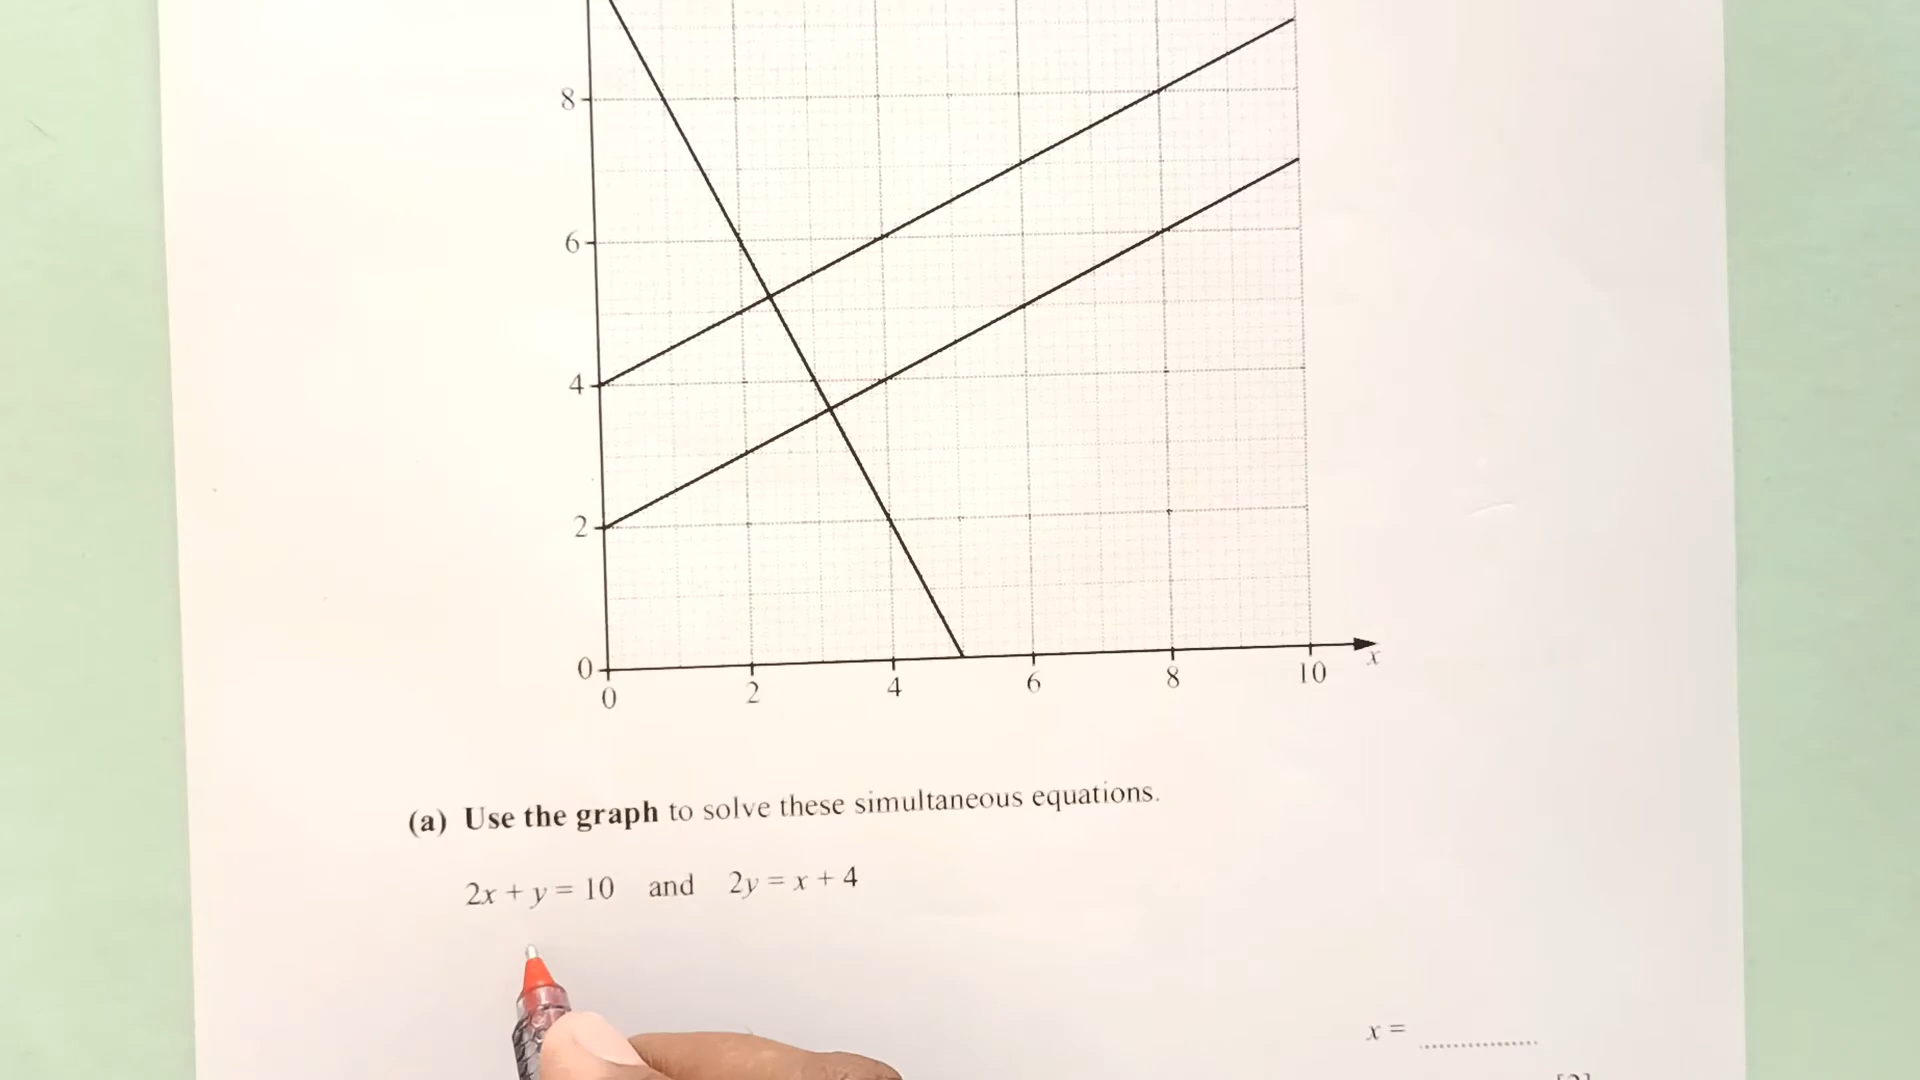 8
6
4
2
0
0 2 4 6 8 10 x
(a) Use the graph to solve these simultaneous equations.
2x + y = 10 and 2y = x + 4
x = ....................